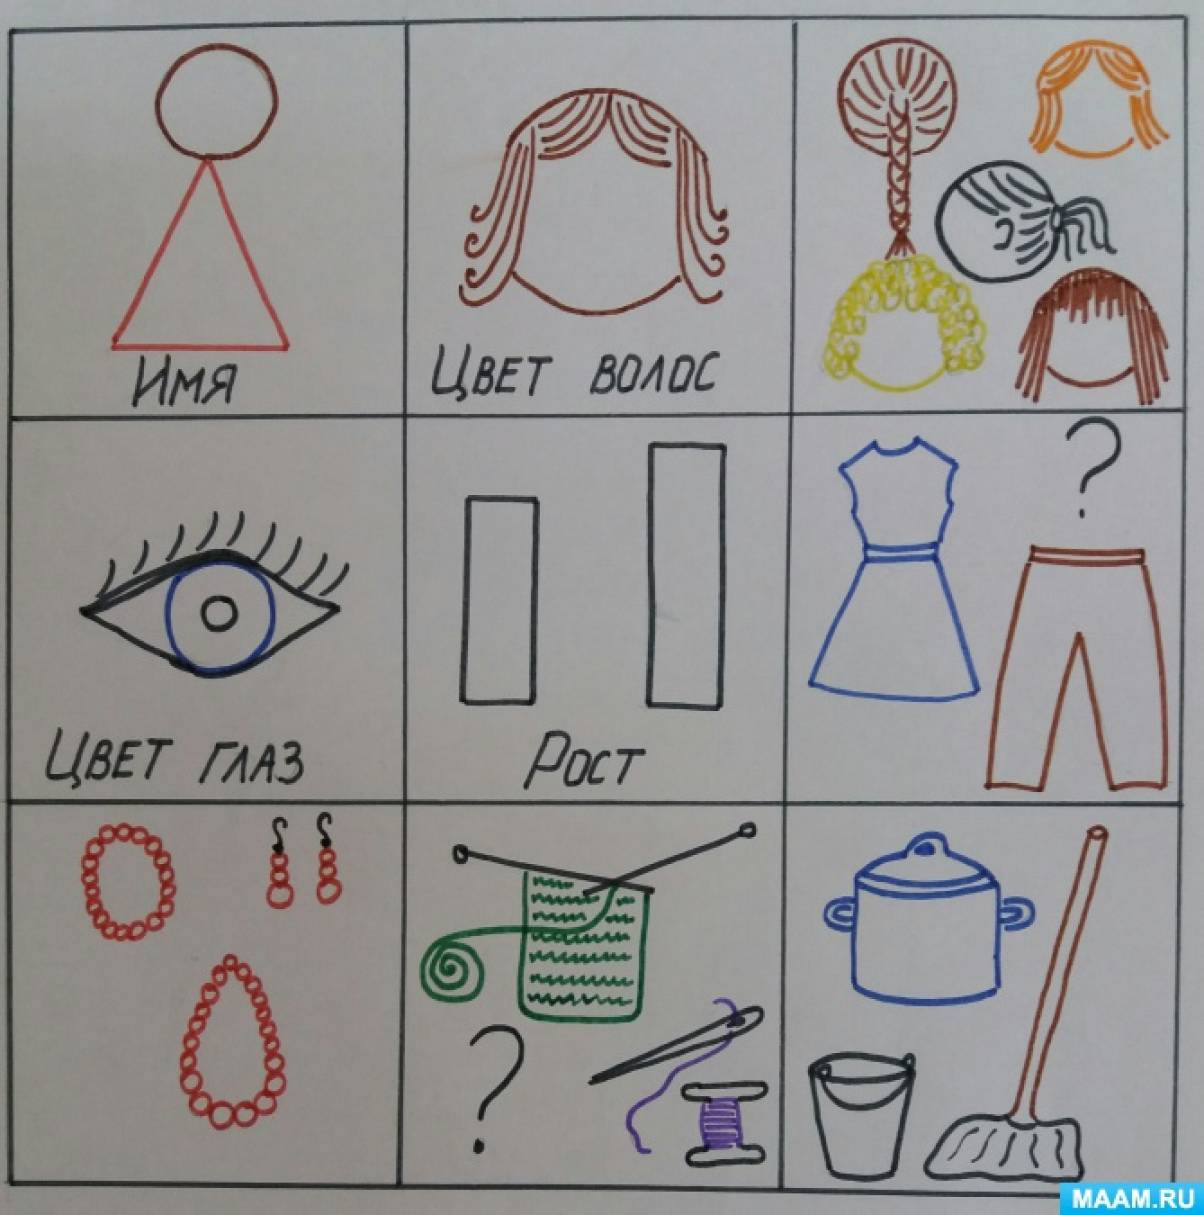 Имя
Цвет волос
?
Цвет глаз
Рост
?
MAAM.RU